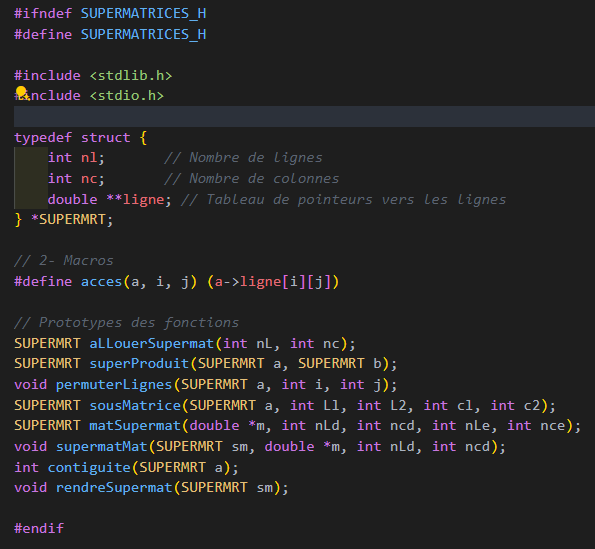 #ifndef SUPERMATRICES_H
#define SUPERMATRICES_H
#include <stdlib.h>
#include <stdio.h>
typedef struct {
int nl; // Nombre de lignes
int nc; // Nombre de colonnes
double **ligne; // Tableau de pointeurs vers les lignes
} *SUPERMRT;
// 2- Macros
#define acces(a, i, j) (a->ligne[i][j])
// Prototypes des fonctions
SUPERMRT aLLouerSupermat(int nL, int nc);
SUPERMRT superProduit(SUPERMRT a, SUPERMRT b);
void permuterLignes(SUPERMRT a, int i, int j);
SUPERMRT sousMatrice(SUPERMRT a, int Ll, int L2, int cl, int c2);
SUPERMRT matSupermat(double *m, int nLd, int ncd, int nLe, int nce);
void supermatMat(SUPERMRT sm, double *m, int nLd, int ncd);
int contiguite(SUPERMRT a);
void rendreSupermat(SUPERMRT sm);
#endif